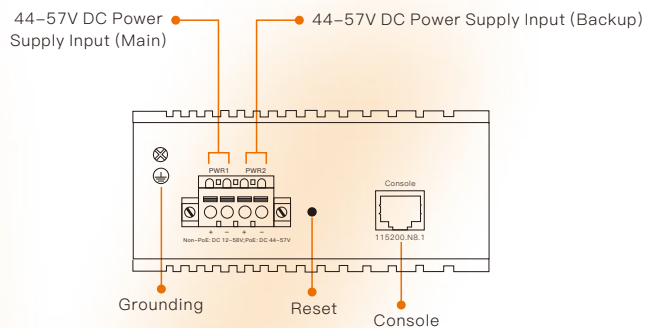 44–57V DC Power
Supply Input (Main)
44–57V DC Power Supply Input (Backup)
PWR1 PWR2
Console
+ – + –
115200.N8.1
Non-PoE: DC 12-58V;PoE: DC 44-57V
Grounding
Reset
Console